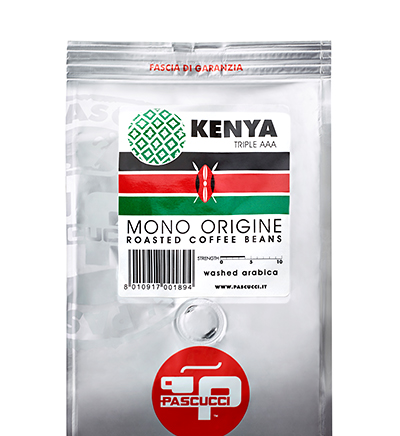 FASCIA DI GARANZIA
KENYA
TRIPLE AAA
MONO ORIGINE
ROASTED COFFEE BEANS
STRENGTH 0 5 10
washed arabica
8 010917 001894
WWW.PASCUCCI.IT
PASCUCCI